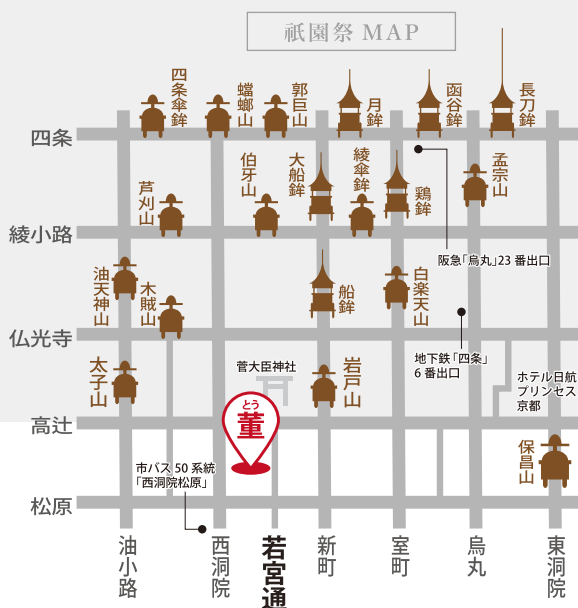 祇園祭 MAP
四条傘鉾
蟷螂山
郭巨山
月鉾
函谷鉾
長刀鉾
四条
芦刈山
伯牙山
大船鉾
綾傘鉾
鶏鉾
孟宗山
綾小路
阪急「烏丸」23 番出口
油天神山
木賊山
船鉾
白楽天山
仏光寺
地下鉄「四条」
6 番出口
太子山
菅大臣神社
岩戸山
ホテル日航
プリンセス
京都
とう
董
高辻
保昌山
市バス 50 系統
「西洞院松原」
松原
油小路
西洞院
若宮通
新町
室町
烏丸
東洞院